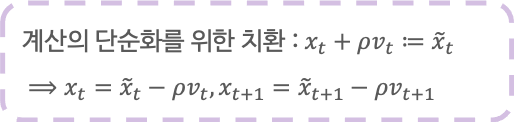 계산의 단순화를 위한 치환 : 𝑥ₜ + 𝜌𝑣ₜ ≔ 𝑥̃ₜ
⟹ 𝑥ₜ = 𝑥̃ₜ − 𝜌𝑣ₜ, 𝑥ₜ₊₁ = 𝑥̃ₜ₊₁ − 𝜌𝑣ₜ₊₁